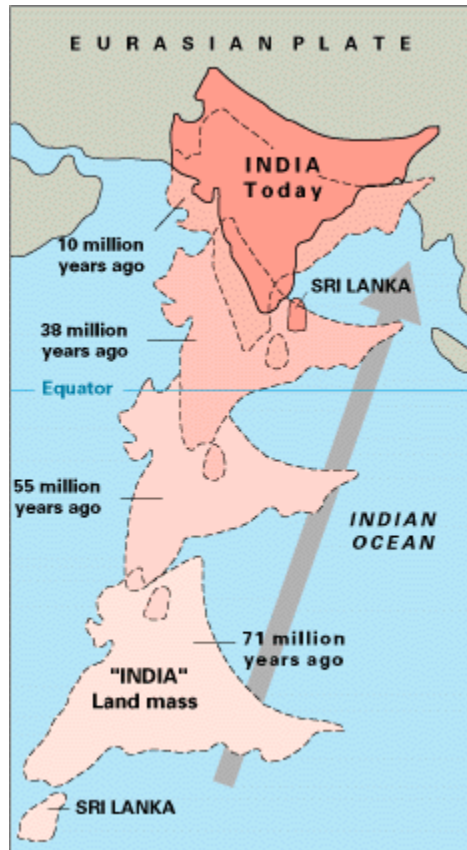 EURASIAN PLATE
INDIA
Today
10 million
years ago
SRI LANKA
38 million
years ago
Equator
55 million
years ago
INDIAN
OCEAN
71 million
years ago
"INDIA"
Land mass
SRI LANKA